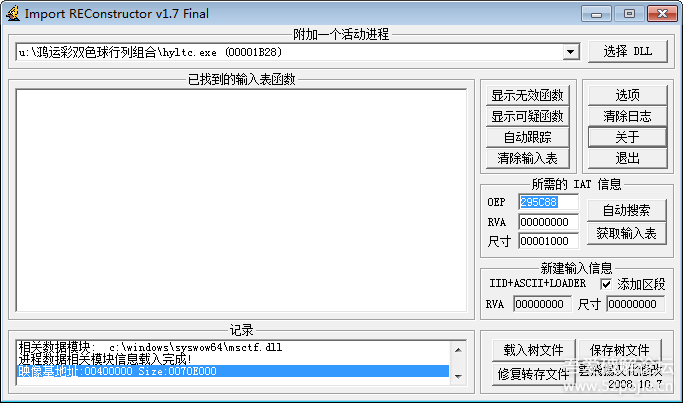 Import REConstructor v1.7 Final
附加一个活动进程
u:\鸿运彩双色球行列组合\hyltc.exe (00001B28)
选择 DLL
已找到的输入表函数
显示无效函数
显示可疑函数
自动跟踪
清除输入表
选项
清除日志
关于
退出
所需的 IAT 信息
OEP 295C88
RVA 00000000
尺寸 00001000
自动搜索
获取输入表
新建输入信息
IID+ASCII+LOADER 添加区段
RVA 00000000 尺寸 00000000
记录
相关数据模块: c:\windows\syswow64\msctf.dll
进程数据相关模块信息载入完成!
映像基地址:00400000 Size:0070E000
载入树文件
保存树文件
修复转存文件
云飛扬汉化修改
2008.10.7